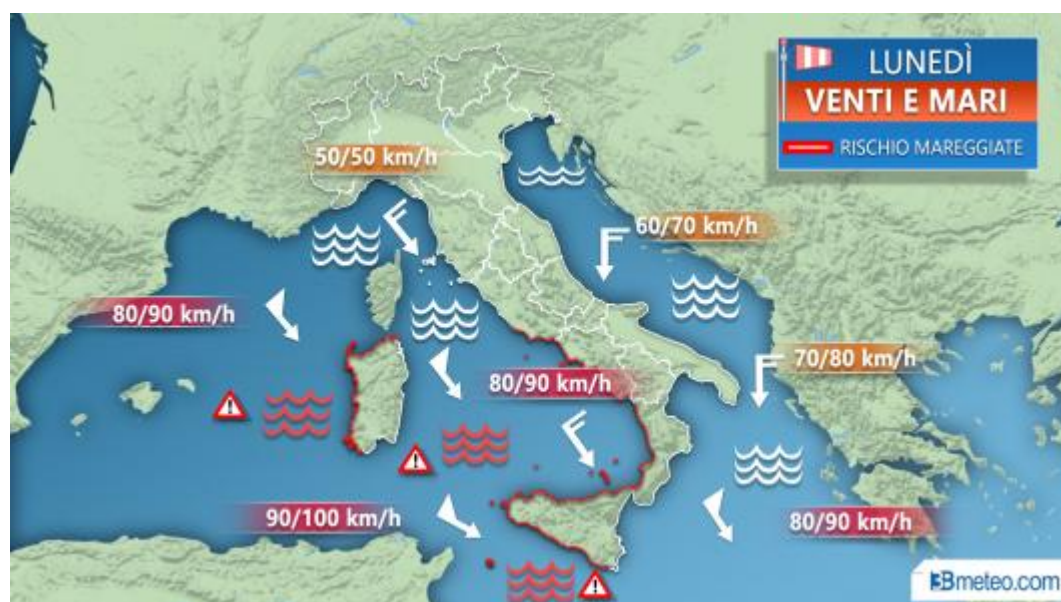 LUNEDÌ
VENTI E MARI
RISCHIO MAREGGIATE
50/50 km/h
60/70 km/h
80/90 km/h
70/80 km/h
80/90 km/h
90/100 km/h
80/90 km/h
3Bmeteo.com